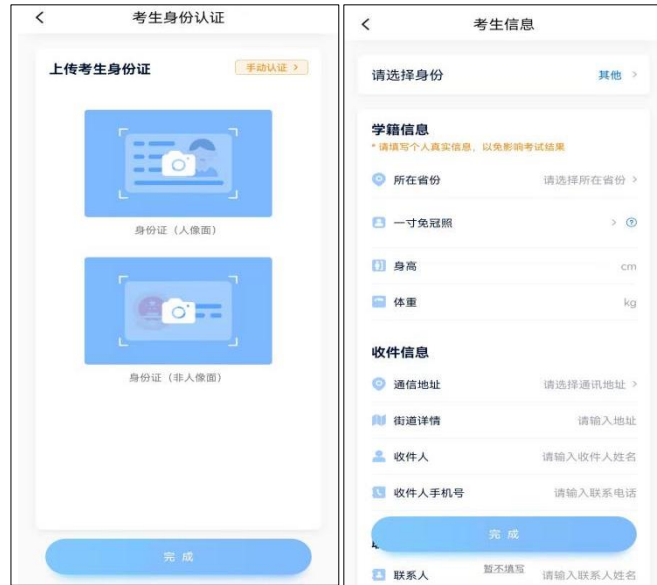 考生身份认证
上传考生身份证
手动认证 >
身份证（人像面）
身份证（非人像面）
完 成
考生信息
请选择身份 其他 >
学籍信息
* 请填写个人真实信息，以免影响考试结果
所在省份 请选择所在省份 >
一寸免冠照 >
身高 cm
体重 kg
收件信息
通信地址 请选择通讯地址 >
街道详情 请输入地址
收件人 请输入收件人姓名
收件人手机号 请输入联系电话
完 成
暂不填写
联系人 请输入联系人姓名